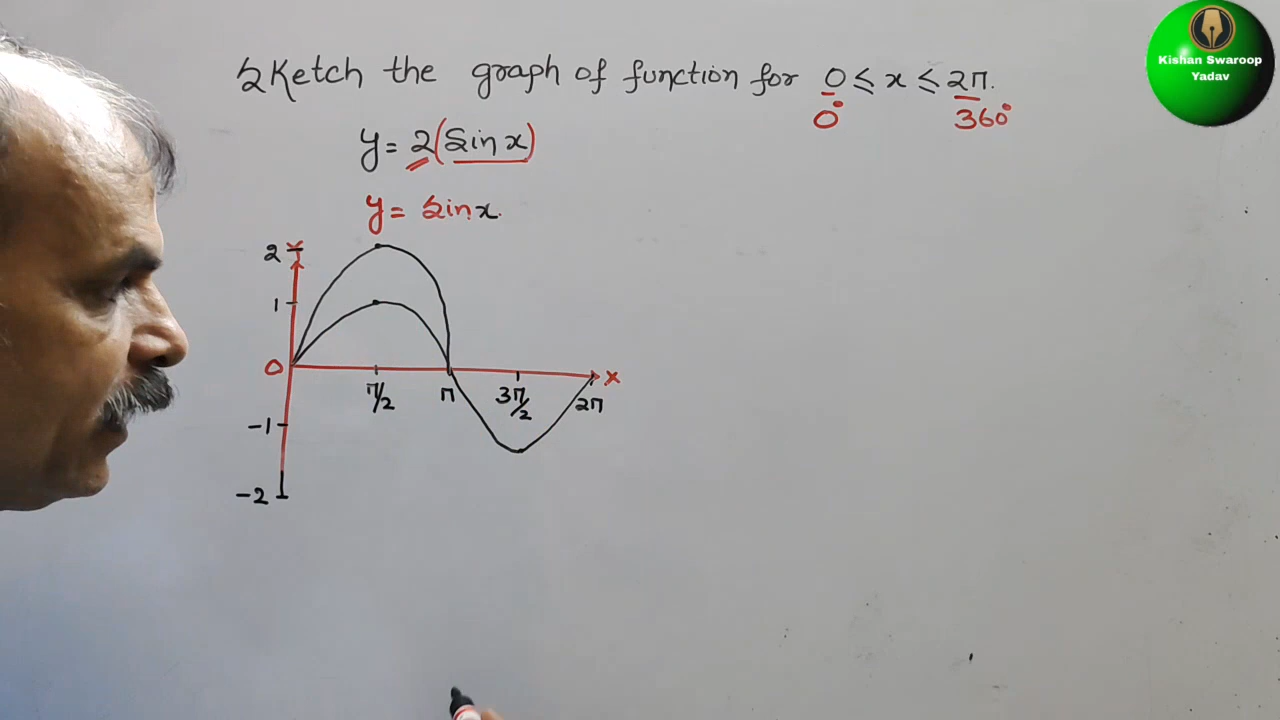 Sketch the graph of function for 0 ≤ x ≤ 2π.
0° 360°
y = 2(Sin x)
y = Sin x.
Y
2
1
0
-1
-2
π/2 π 3π/2 2π X
Kishan Swaroop
Yadav